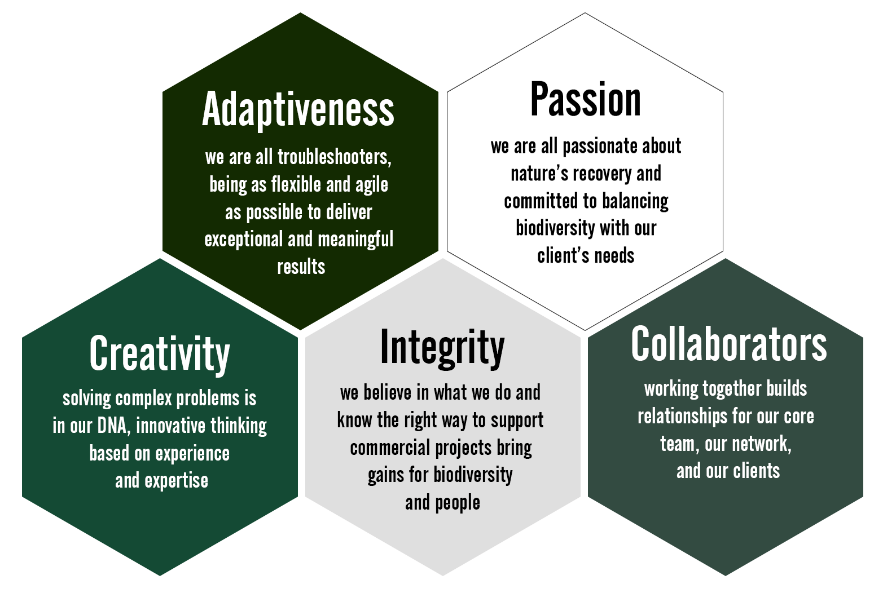 Adaptiveness
we are all troubleshooters,
being as flexible and agile
as possible to deliver
exceptional and meaningful
results
Passion
we are all passionate about
nature's recovery and
committed to balancing
biodiversity with our
client's needs
Creativity
solving complex problems is
in our DNA, innovative thinking
based on experience
and expertise
Integrity
we believe in what we do and
know the right way to support
commercial projects bring
gains for biodiversity
and people
Collaborators
working together builds
relationships for our core
team, our network,
and our clients